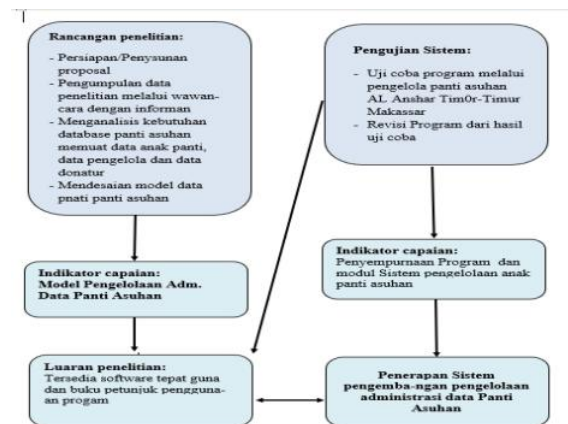 Rancangan penelitian:
- Persiapan/Penysunan
proposal
- Pengumpulan data
penelitian melalui wawan-
cara dengan informan
- Menganalisis kebutuhan
database panti asuhan
memuat data anak panti,
data pengelola dan data
donatur
- Mendesaian model data
pnati panti asuhan
Indikator capaian:
Model Pengelolaan Adm.
Data Panti Asuhan
Luaran penelitian:
Tersedia software tepat guna
dan buku petunjuk penggguna-
an progam
Pengujian Sistem:
- Uji coba program melalui
pengelola panti asuhan
AL Anshar Tim0r-Timur
Makassar
- Revisi Program dari hasil
uji coba
Indikator capaian:
Penyempurnaan Program dan
modul Sistem pengelolaan anak
panti asuhan
Penerapan Sistem
pengemba-ngan pengelolaan
administrasi data Panti
Asuhan